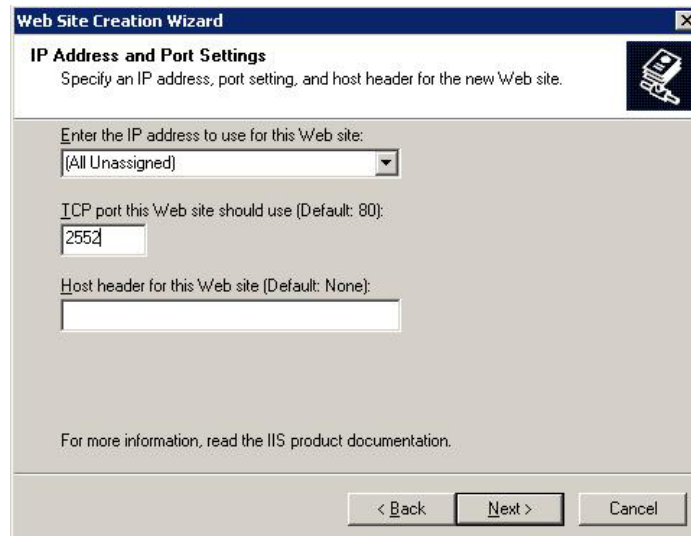 Web Site Creation Wizard
IP Address and Port Settings
Specify an IP address, port setting, and host header for the new Web site.
Enter the IP address to use for this Web site:
(All Unassigned)
TCP port this Web site should use (Default: 80):
2552
Host header for this Web site (Default: None):
For more information, read the IIS product documentation.
< Back Next > Cancel